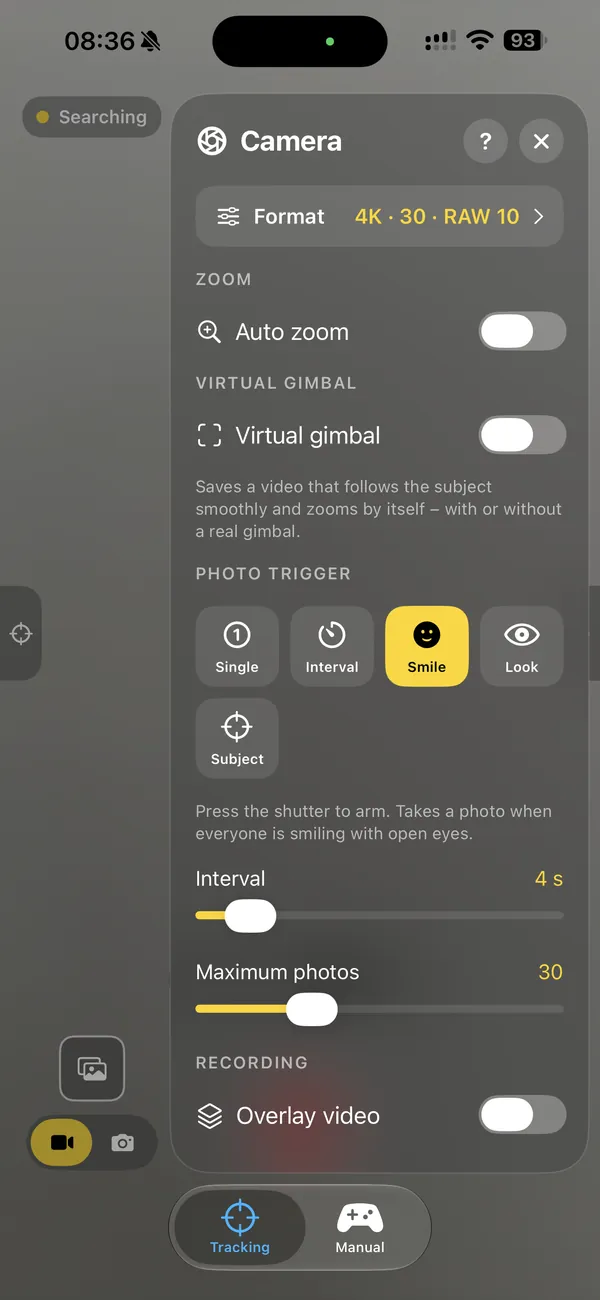 08:36
93
Searching
Camera
?
Format 4K · 30 · RAW 10
ZOOM
Auto zoom
VIRTUAL GIMBAL
Virtual gimbal
Saves a video that follows the subject
smoothly and zooms by itself – with or without
a real gimbal.
PHOTO TRIGGER
1
Single Interval Smile Look
Subject
Press the shutter to arm. Takes a photo when
everyone is smiling with open eyes.
Interval 4 s
Maximum photos 30
RECORDING
Overlay video
Tracking Manual